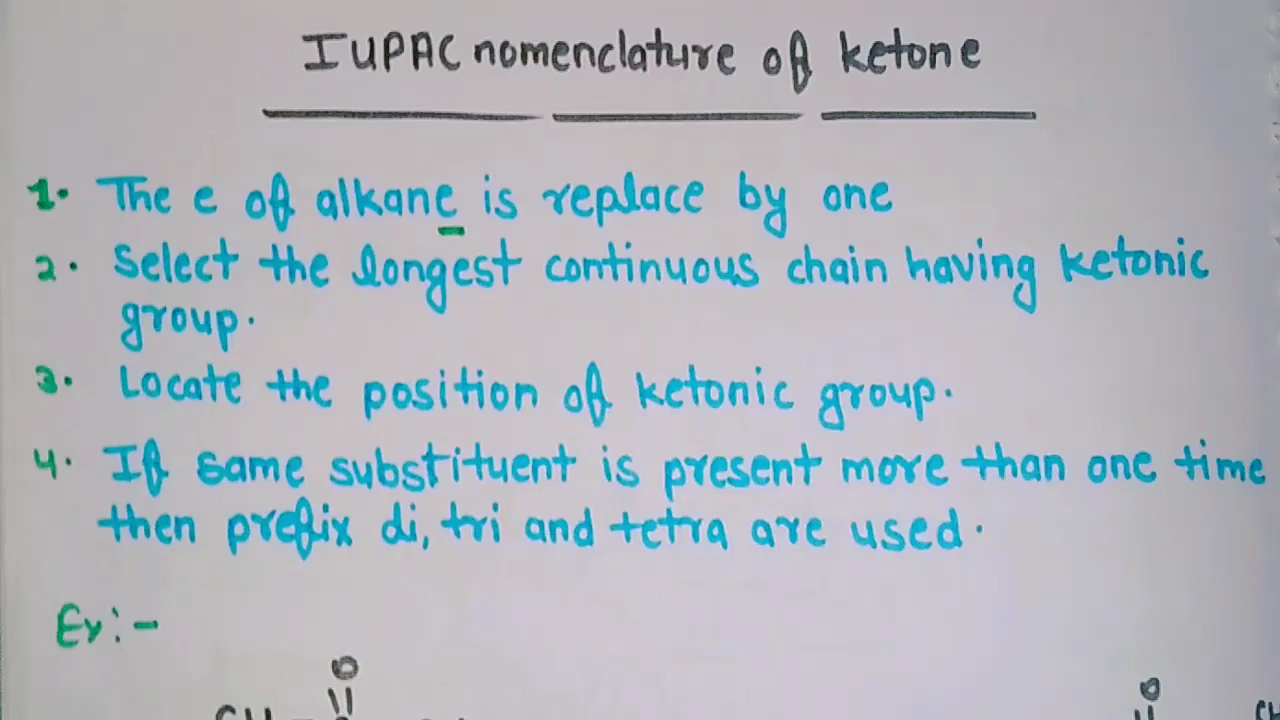 IUPAC nomenclature of ketone
1. The e of alkane is replace by one
2. Select the longest continuous chain having ketonic
group.
3. Locate the position of ketonic group.
4. If same substituent is present more than one time
then prefix di, tri and tetra are used.
Ex:-
O O